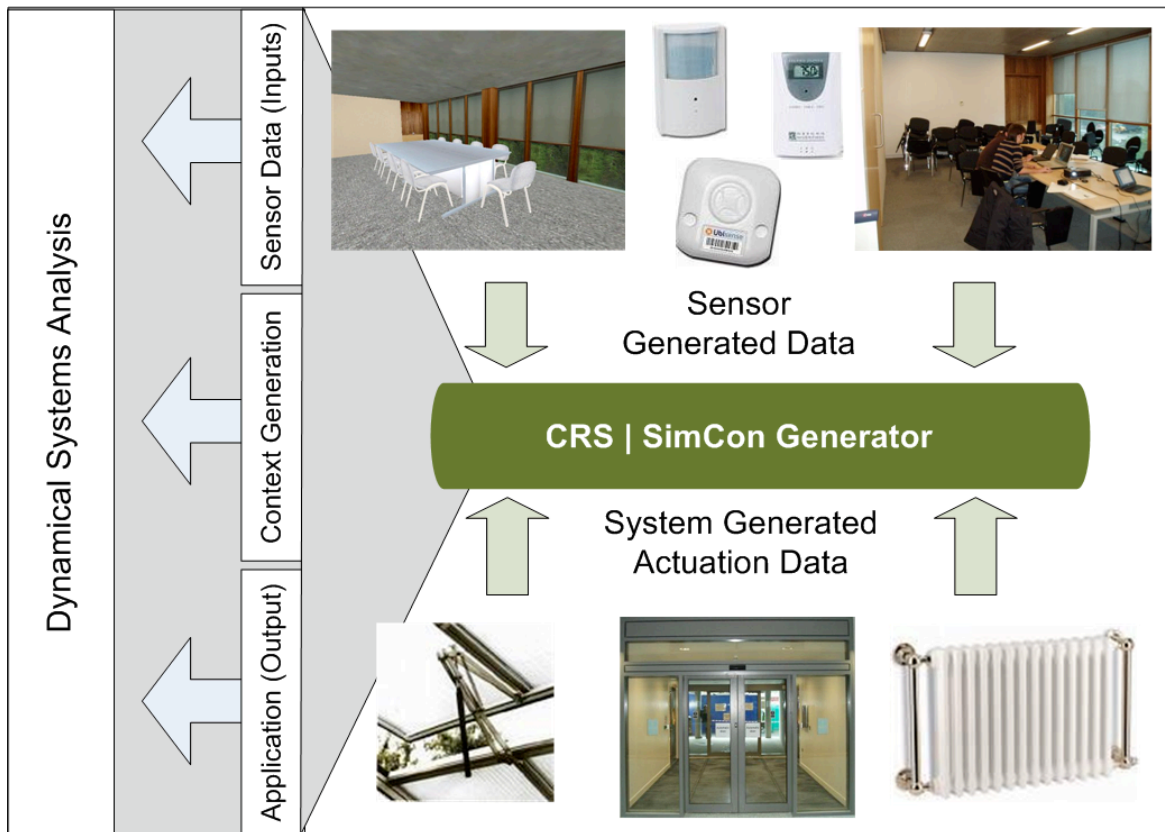 Dynamical Systems Analysis
Sensor Data (Inputs)
Context Generation
Application (Output)
Ubisense
Sensor
Generated Data
CRS | SimCon Generator
System Generated
Actuation Data